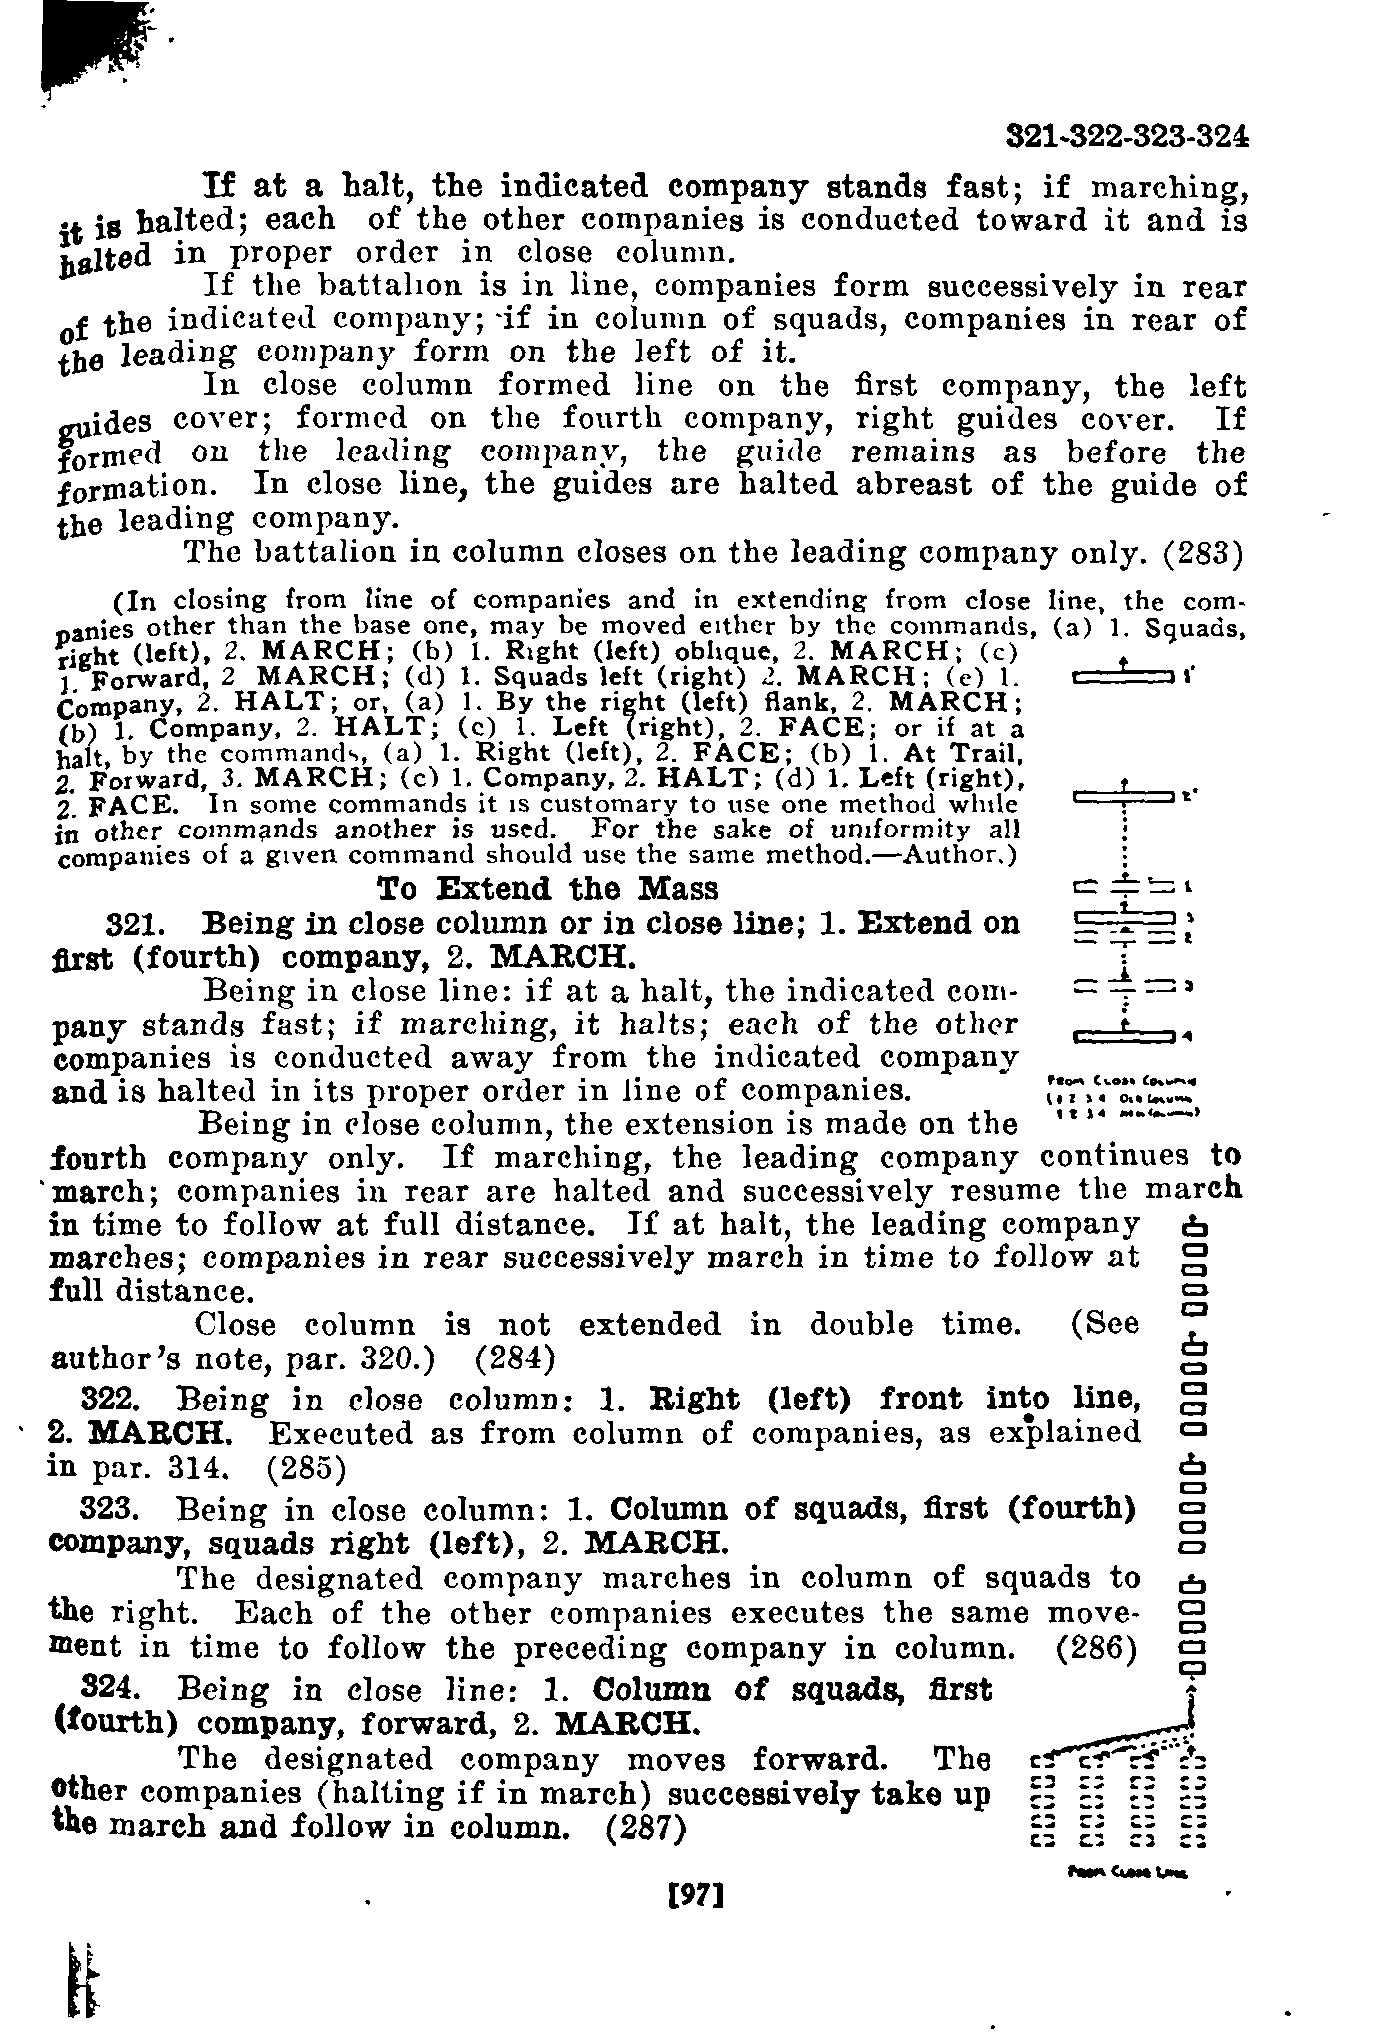 321-322-323-324
If at a halt, the indicated company stands fast; if marching,
it is halted; each of the other companies is conducted toward it and is
halted in proper order in close column.
If the battalion is in line, companies form successively in rear
of the indicated company; if in column of squads, companies in rear of
the leading company form on the left of it.
In close column formed line on the first company, the left
guides cover; formed on the fourth company, right guides cover. If
formed on the leading company, the guide remains as before the
formation. In close line, the guides are halted abreast of the guide of
the leading company.
The battalion in column closes on the leading company only. (283)
(In closing from line of companies and in extending from close line, the com-
panies other than the base one, may be moved either by the commands, (a) 1. Squads,
right (left), 2. MARCH; (b) 1. Right (left) oblique, 2. MARCH; (c)
1. Forward, 2 MARCH; (d) 1. Squads left (right) 2. MARCH; (e) 1.
Company, 2. HALT; or, (a) 1. By the right (left) flank, 2. MARCH;
(b) 1. Company, 2. HALT; (c) 1. Left (right), 2. FACE; or if at a
halt, by the commands, (a) 1. Right (left), 2. FACE; (b) 1. At Trail,
2. Forward, 3. MARCH; (c) 1. Company, 2. HALT; (d) 1. Left (right),
2. FACE. In some commands it is customary to use one method while
in other commands another is used. For the sake of uniformity all
companies of a given command should use the same method.—Author.)
1'
2'
1
3
2
3
4
To Extend the Mass
321. Being in close column or in close line; 1. Extend on
first (fourth) company, 2. MARCH.
Being in close line: if at a halt, the indicated com-
pany stands fast; if marching, it halts; each of the other
companies is conducted away from the indicated company
and is halted in its proper order in line of companies.
From Close Column
Being in close column, the extension is made on the
fourth company only. If marching, the leading company continues to
march; companies in rear are halted and successively resume the march
in time to follow at full distance. If at halt, the leading company
marches; companies in rear successively march in time to follow at
full distance.
Close column is not extended in double time. (See
author's note, par. 320.) (284)
322. Being in close column: 1. Right (left) front into line,
2. MARCH. Executed as from column of companies, as explained
in par. 314. (285)
323. Being in close column: 1. Column of squads, first (fourth)
company, squads right (left), 2. MARCH.
The designated company marches in column of squads to
the right. Each of the other companies executes the same move-
ment in time to follow the preceding company in column. (286)
324. Being in close line: 1. Column of squads, first
(fourth) company, forward, 2. MARCH.
The designated company moves forward. The
other companies (halting if in march) successively take up
the march and follow in column. (287)
From Close Line
[97]